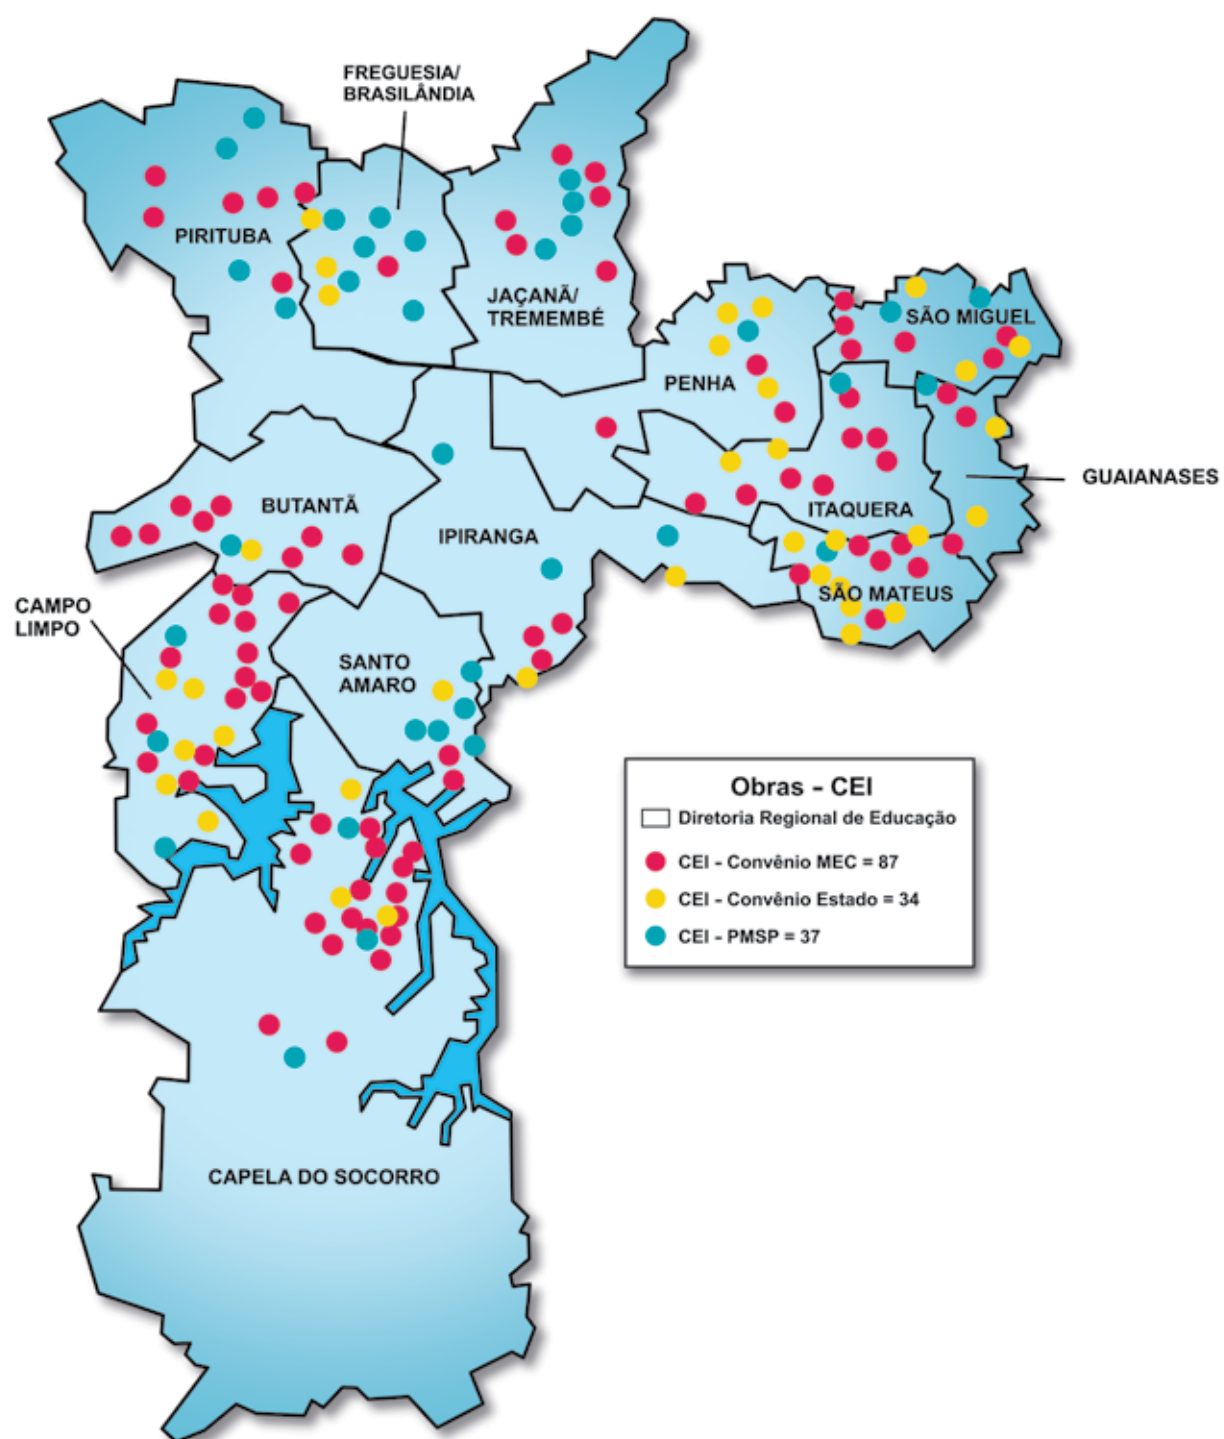 FREGUESIA/
BRASILÂNDIA
PIRITUBA
JAÇANÃ/
TREMEMBÉ
SÃO MIGUEL
PENHA
GUAIANASES
BUTANTÃ
ITAQUERA
IPIRANGA
SÃO MATEUS
CAMPO
LIMPO
SANTO
AMARO
Obras - CEI
Diretoria Regional de Educação
CEI - Convênio MEC = 87
CEI - Convênio Estado = 34
CEI - PMSP = 37
CAPELA DO SOCORRO